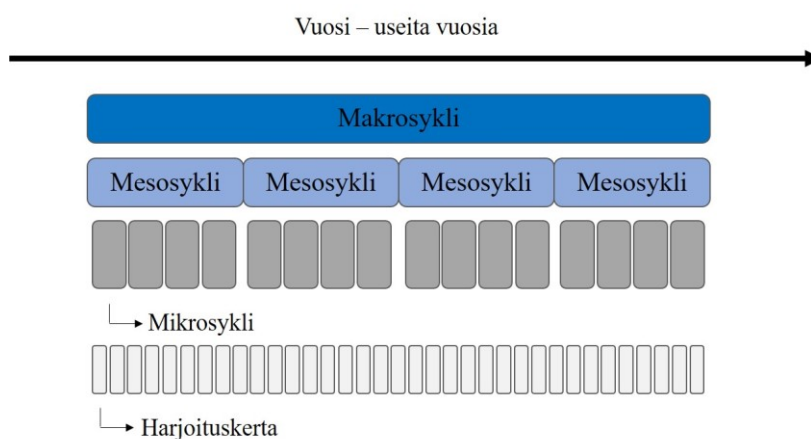 Vuosi – useita vuosia
Makrosykli
Mesosykli Mesosykli Mesosykli Mesosykli
Mikrosykli
Harjoituskerta